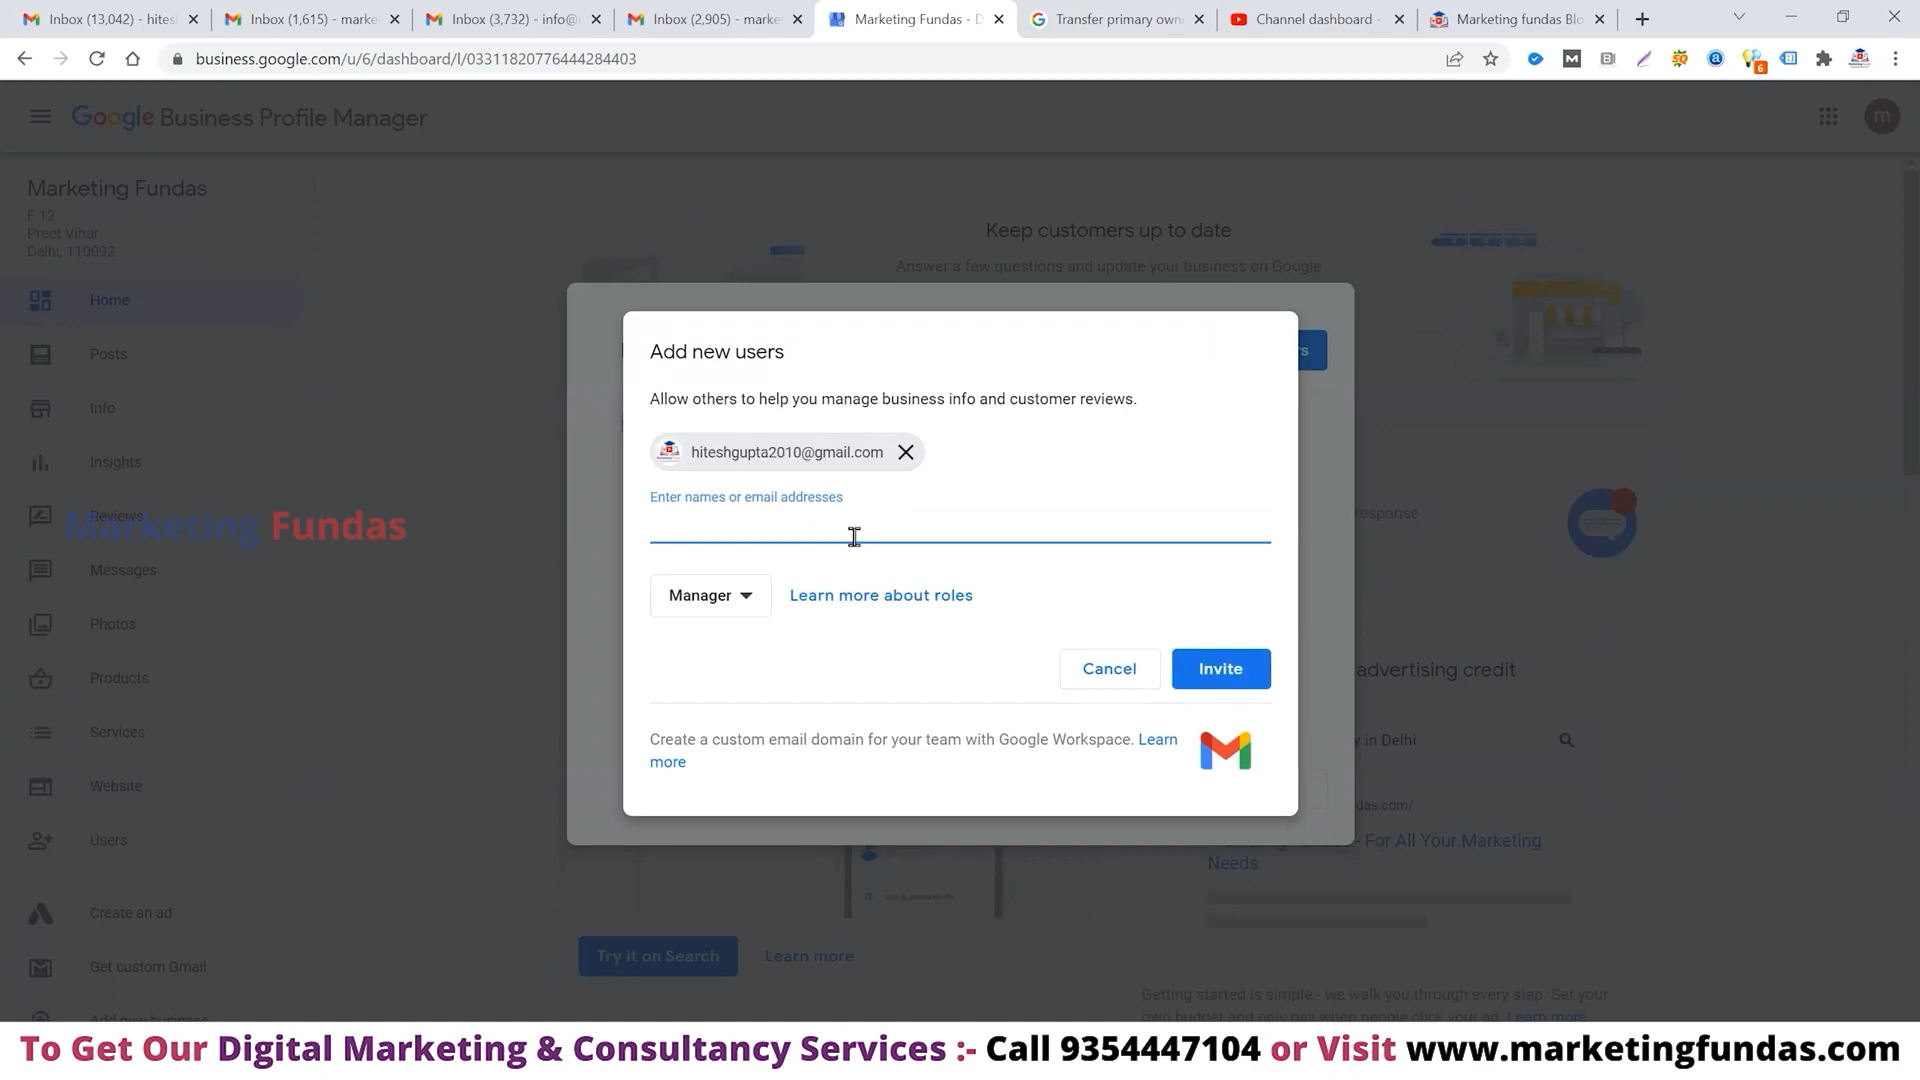 Inbox (13,042) - hites
Inbox (1,615) - marke
Inbox (3,732) - info@
Inbox (2,905) - marke
Marketing Fundas - D
Transfer primary own
Channel dashboard -
Marketing fundas Blo
business.google.com/u/6/dashboard/l/03311820776444284403
6
Google Business Profile Manager
m
Marketing Fundas
F 12
Preet Vihar
Delhi, 110092
Home
Posts
Info
Insights
Reviews
Marketing Fundas
Messages
Photos
Products
Services
Website
Users
Create an ad
Get custom Gmail
Add new business
Keep customers up to date
Answer a few questions and update your business on Google
Add new users
Allow others to help you manage business info and customer reviews.
hiteshgupta2010@gmail.com
Enter names or email addresses
Manager
Learn more about roles
Cancel
Invite
Create a custom email domain for your team with Google Workspace. Learn
more
rs
response
advertising credit
y in Delhi
das.com/
- For All Your Marketing
Needs
Try it on Search
Learn more
Getting started is simple - we walk you through every step. Set your
own budget and only pay when people click your ad. Learn more
To Get Our Digital Marketing & Consultancy Services :- Call 9354447104 or Visit www.marketingfundas.com